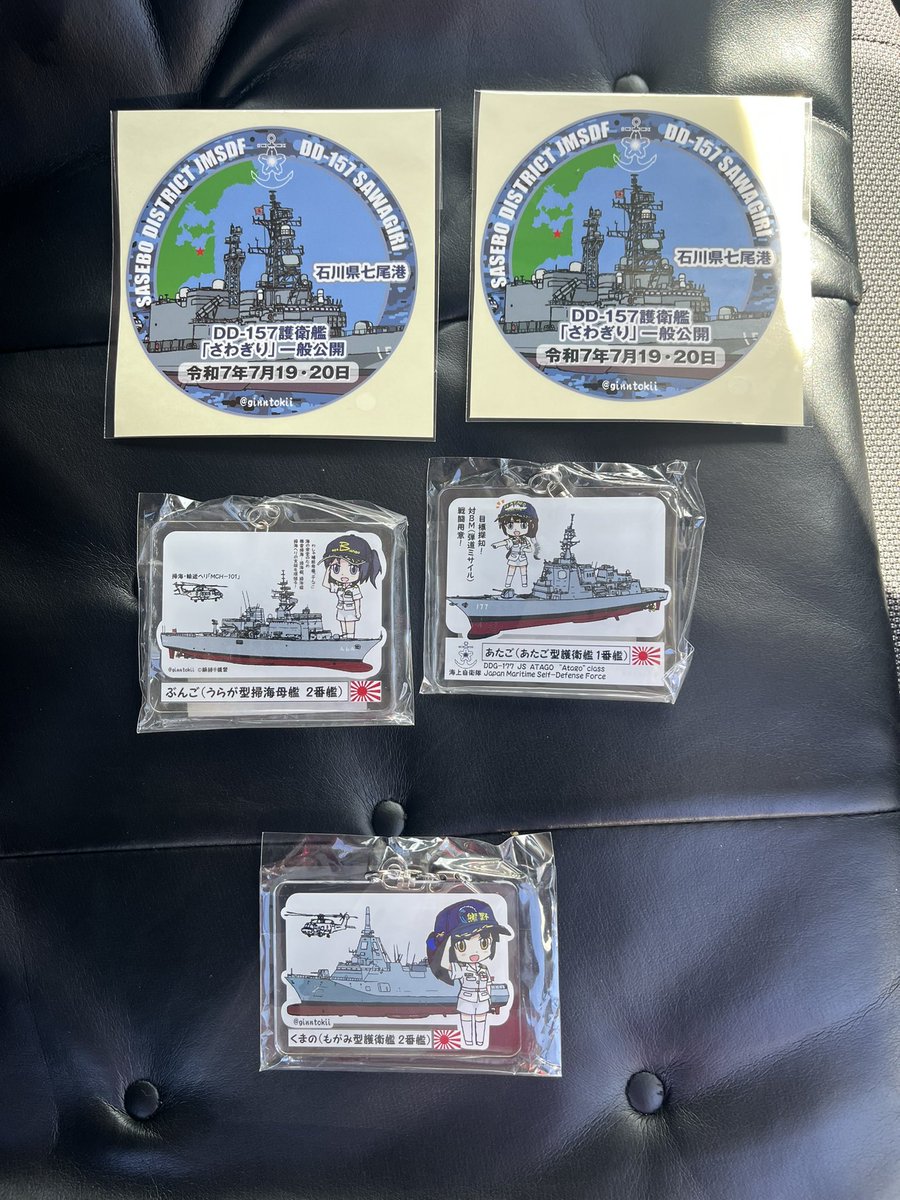 SASEBO DISTRICT JMSDF DD-157 SAWAGIRI
石川県七尾港
DD-157護衛艦
「さわぎり」一般公開
令和7年7月19・20日
@ginntokii
SASEBO DISTRICT JMSDF DD-157 SAWAGIRI
石川県七尾港
DD-157護衛艦
「さわぎり」一般公開
令和7年7月19・20日
@ginntokii
掃海・輸送ヘリ「MCH-101」
B
@ginntokii
ぶんご(うらが型掃海母艦 2番艦)
目標探知!
対BM(弾道ミサイル)
戦闘用意!
177
あたご(あたご型護衛艦1番艦)
DDG-177 JS ATAGO "Atago" class
海上自衛隊 Japan Maritime Self-Defense Force
熊野
@ginntokii
くまの(もがみ型護衛艦 2番艦)